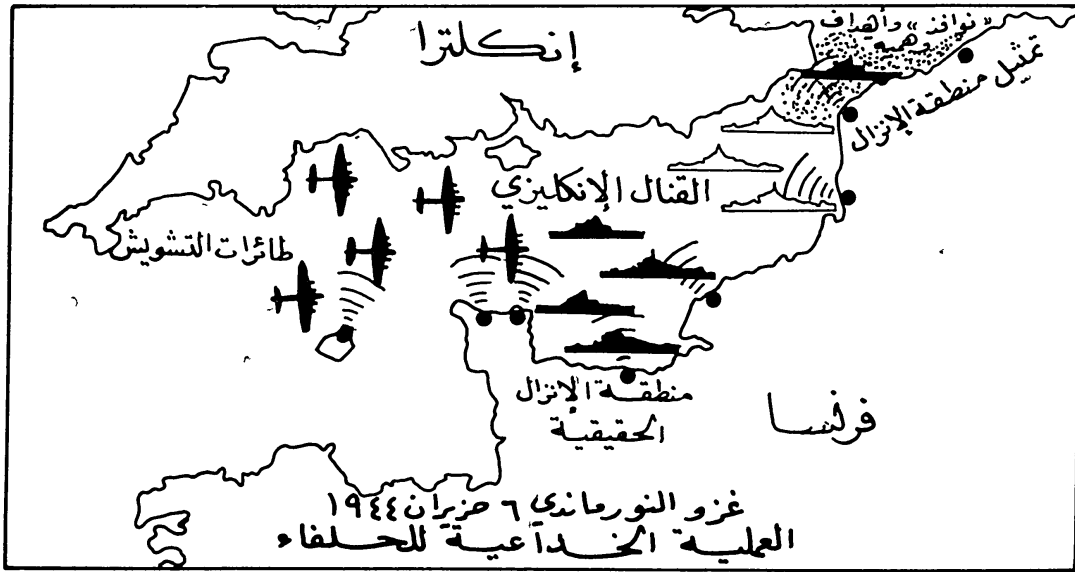 إنكلترا
«نوافذ» وأهداف
وهمية
تمثيل منطقة الإنزال
القنال الإنكليزي
طائرات التشويش
منطقة الإنزال
الحقيقية
فرنسا
غزو النورماندي ٦ حزيران ١٩٤٤
العملية الخداعية للحلفاء